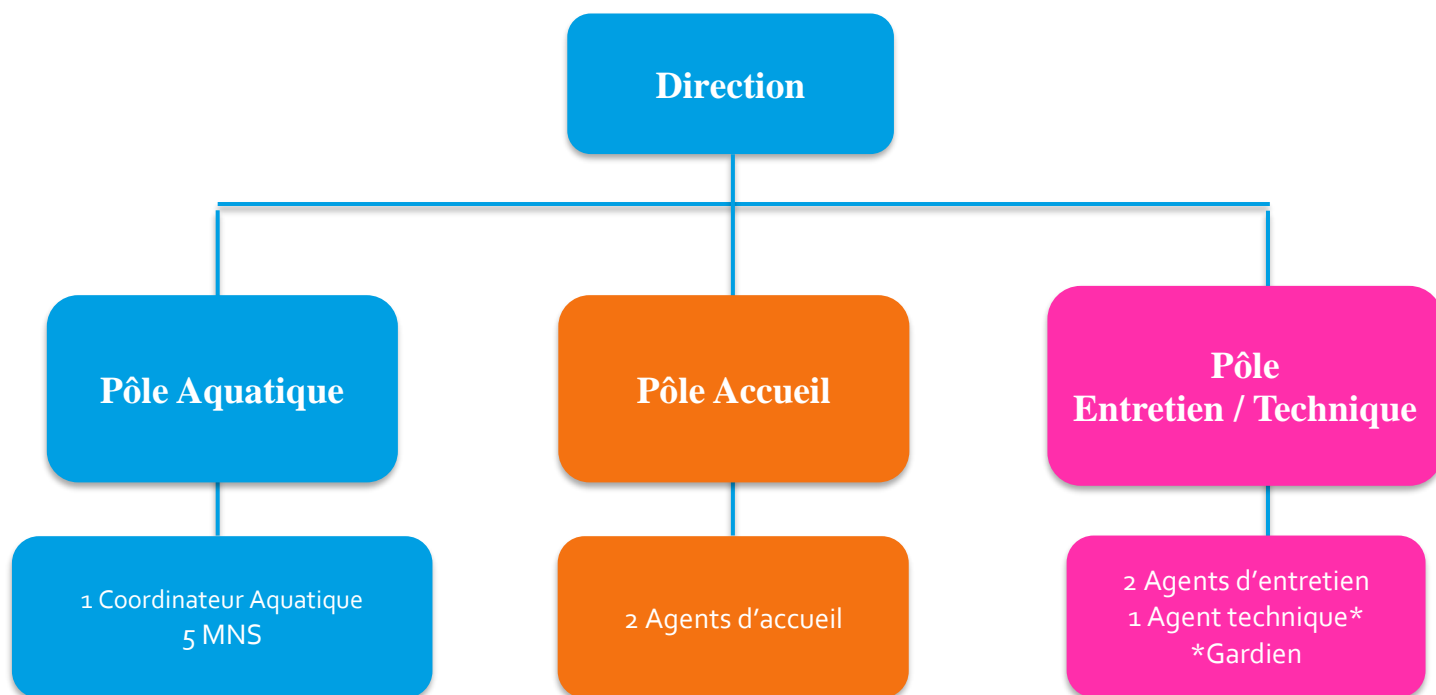 Direction
Pôle Aquatique
Pôle Accueil
Pôle
Entretien / Technique
1 Coordinateur Aquatique
5 MNS
2 Agents d’accueil
2 Agents d’entretien
1 Agent technique*
*Gardien